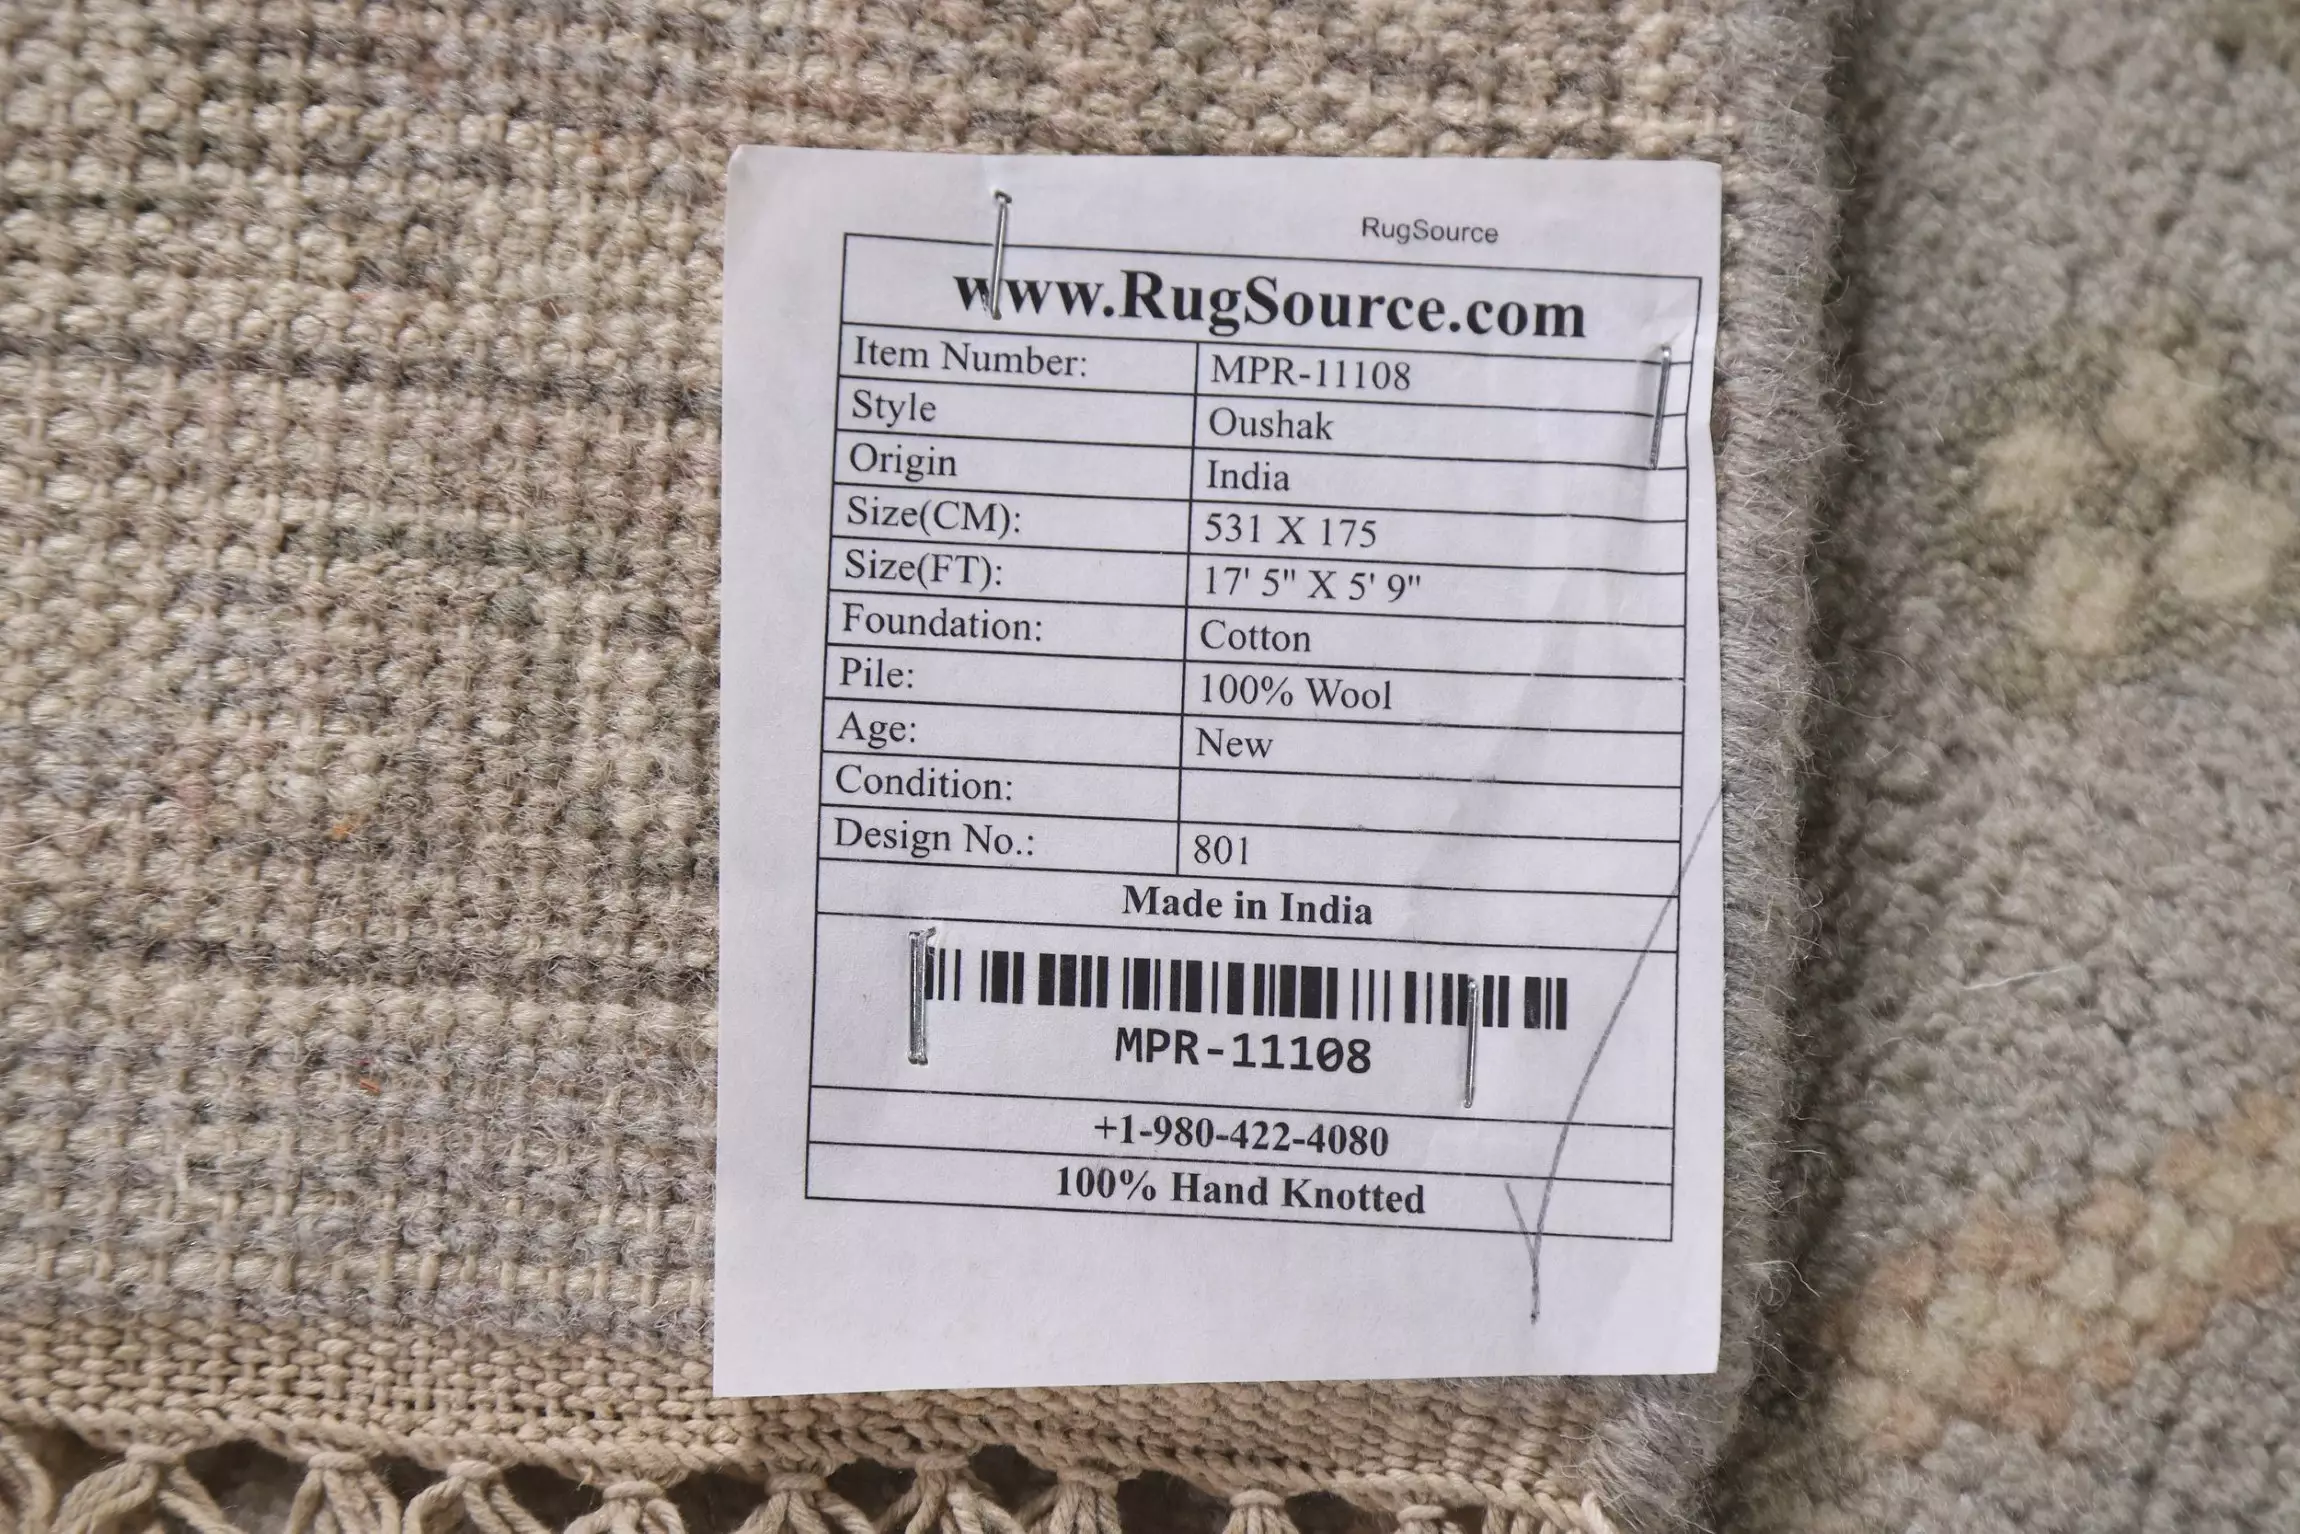 RugSource
www.RugSource.com
Item Number: MPR-11108
Style Oushak
Origin India
Size(CM): 531 X 175
Size(FT): 17' 5" X 5' 9"
Foundation: Cotton
Pile: 100% Wool
Age: New
Condition:
Design No.: 801
Made in India
MPR-11108
+1-980-422-4080
100% Hand Knotted